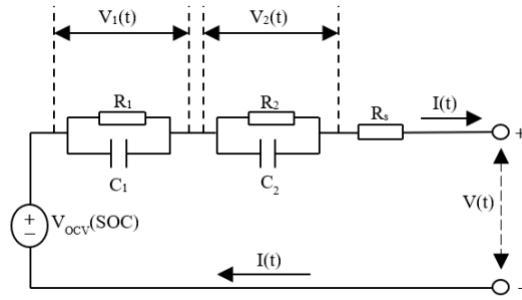 V₁(t)
V₂(t)
R₁
R₂
Rₛ
I(t)
+
C₁
C₂
V(t)
+
−
V_OCV(SOC)
I(t)
−